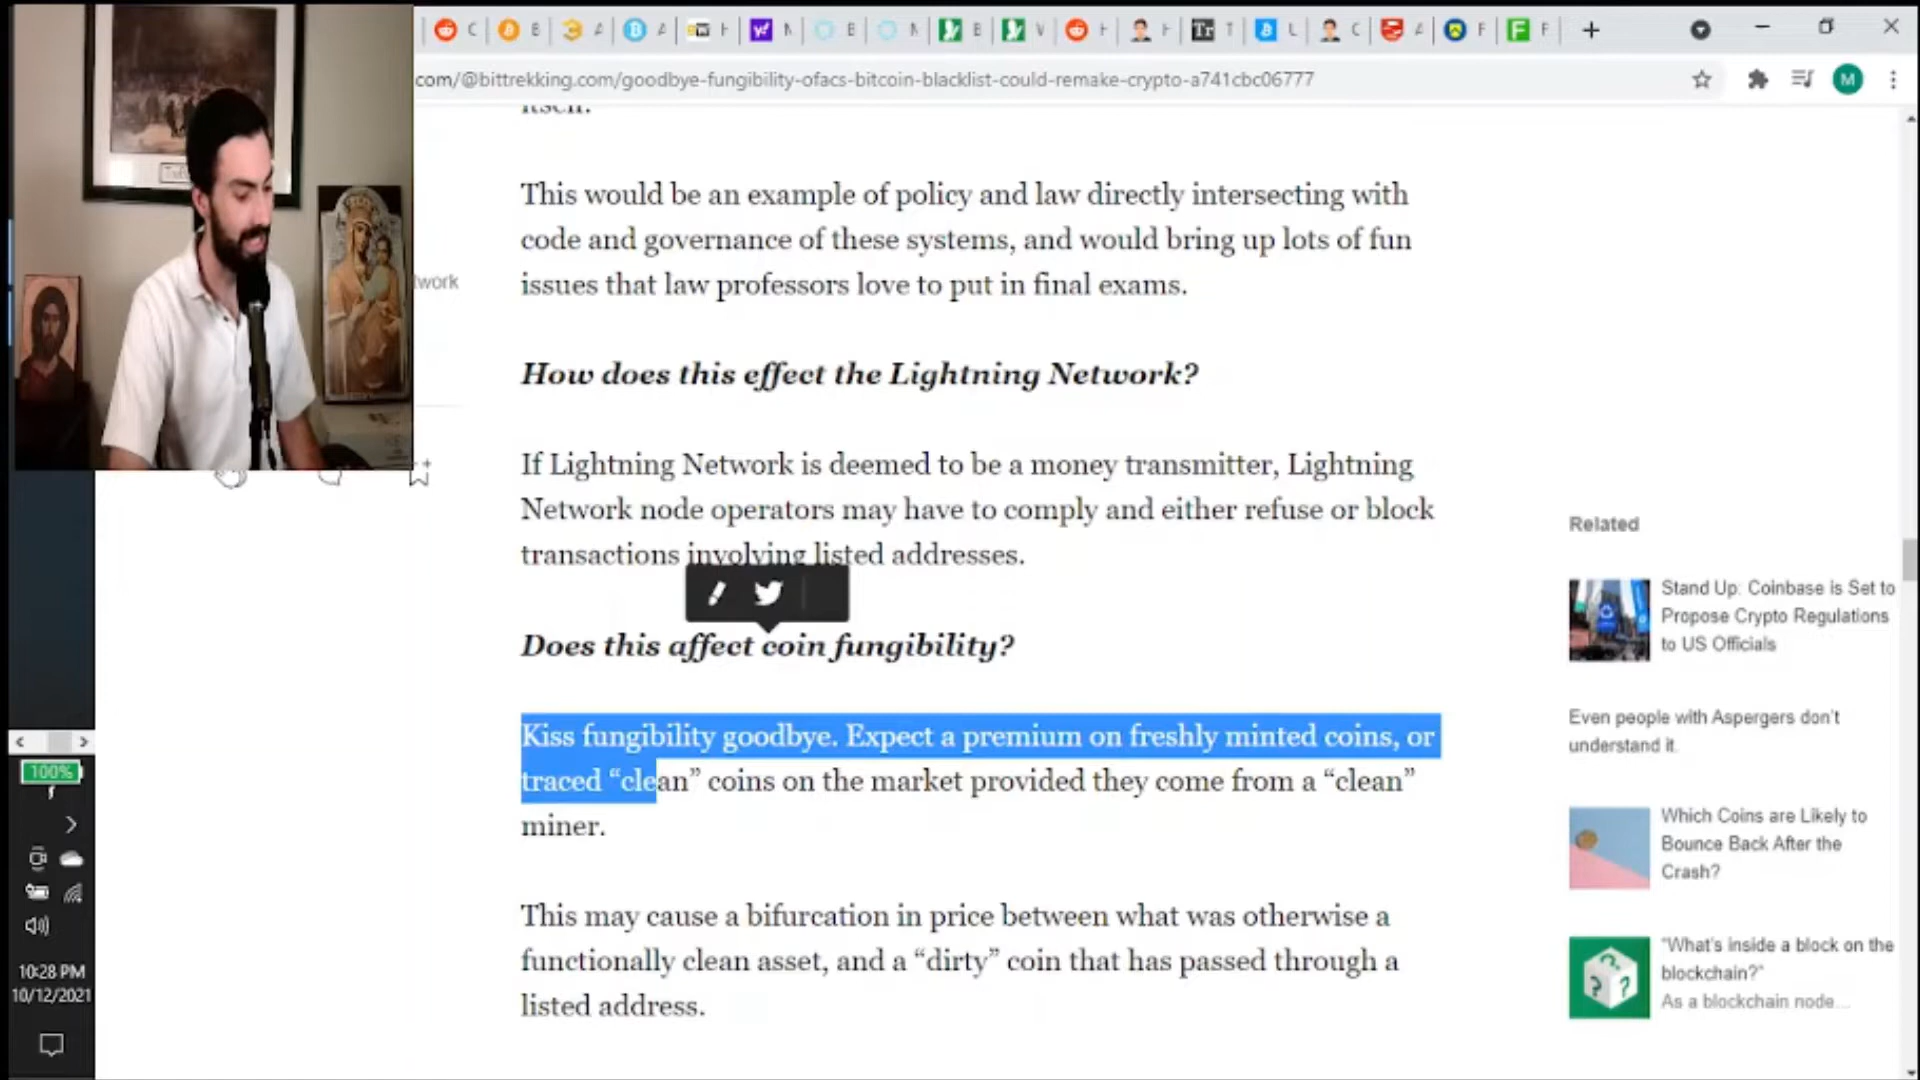 com/@bittrekking.com/goodbye-fungibility-ofacs-bitcoin-blacklist-could-remake-crypto-a741cbc06777
M
itself.
This would be an example of policy and law directly intersecting with
code and governance of these systems, and would bring up lots of fun
issues that law professors love to put in final exams.
twork
How does this effect the Lightning Network?
If Lightning Network is deemed to be a money transmitter, Lightning
Network node operators may have to comply and either refuse or block
transactions involving listed addresses.
Does this affect coin fungibility?
Kiss fungibility goodbye. Expect a premium on freshly minted coins, or
traced “clean” coins on the market provided they come from a “clean”
miner.
This may cause a bifurcation in price between what was otherwise a
functionally clean asset, and a “dirty” coin that has passed through a
listed address.
Related
Stand Up: Coinbase is Set to
Propose Crypto Regulations
to US Officials
Even people with Aspergers don’t
understand it.
Which Coins are Likely to
Bounce Back After the
Crash?
“What’s inside a block on the
blockchain?”
As a blockchain node...
100%
10:28 PM
10/12/2021